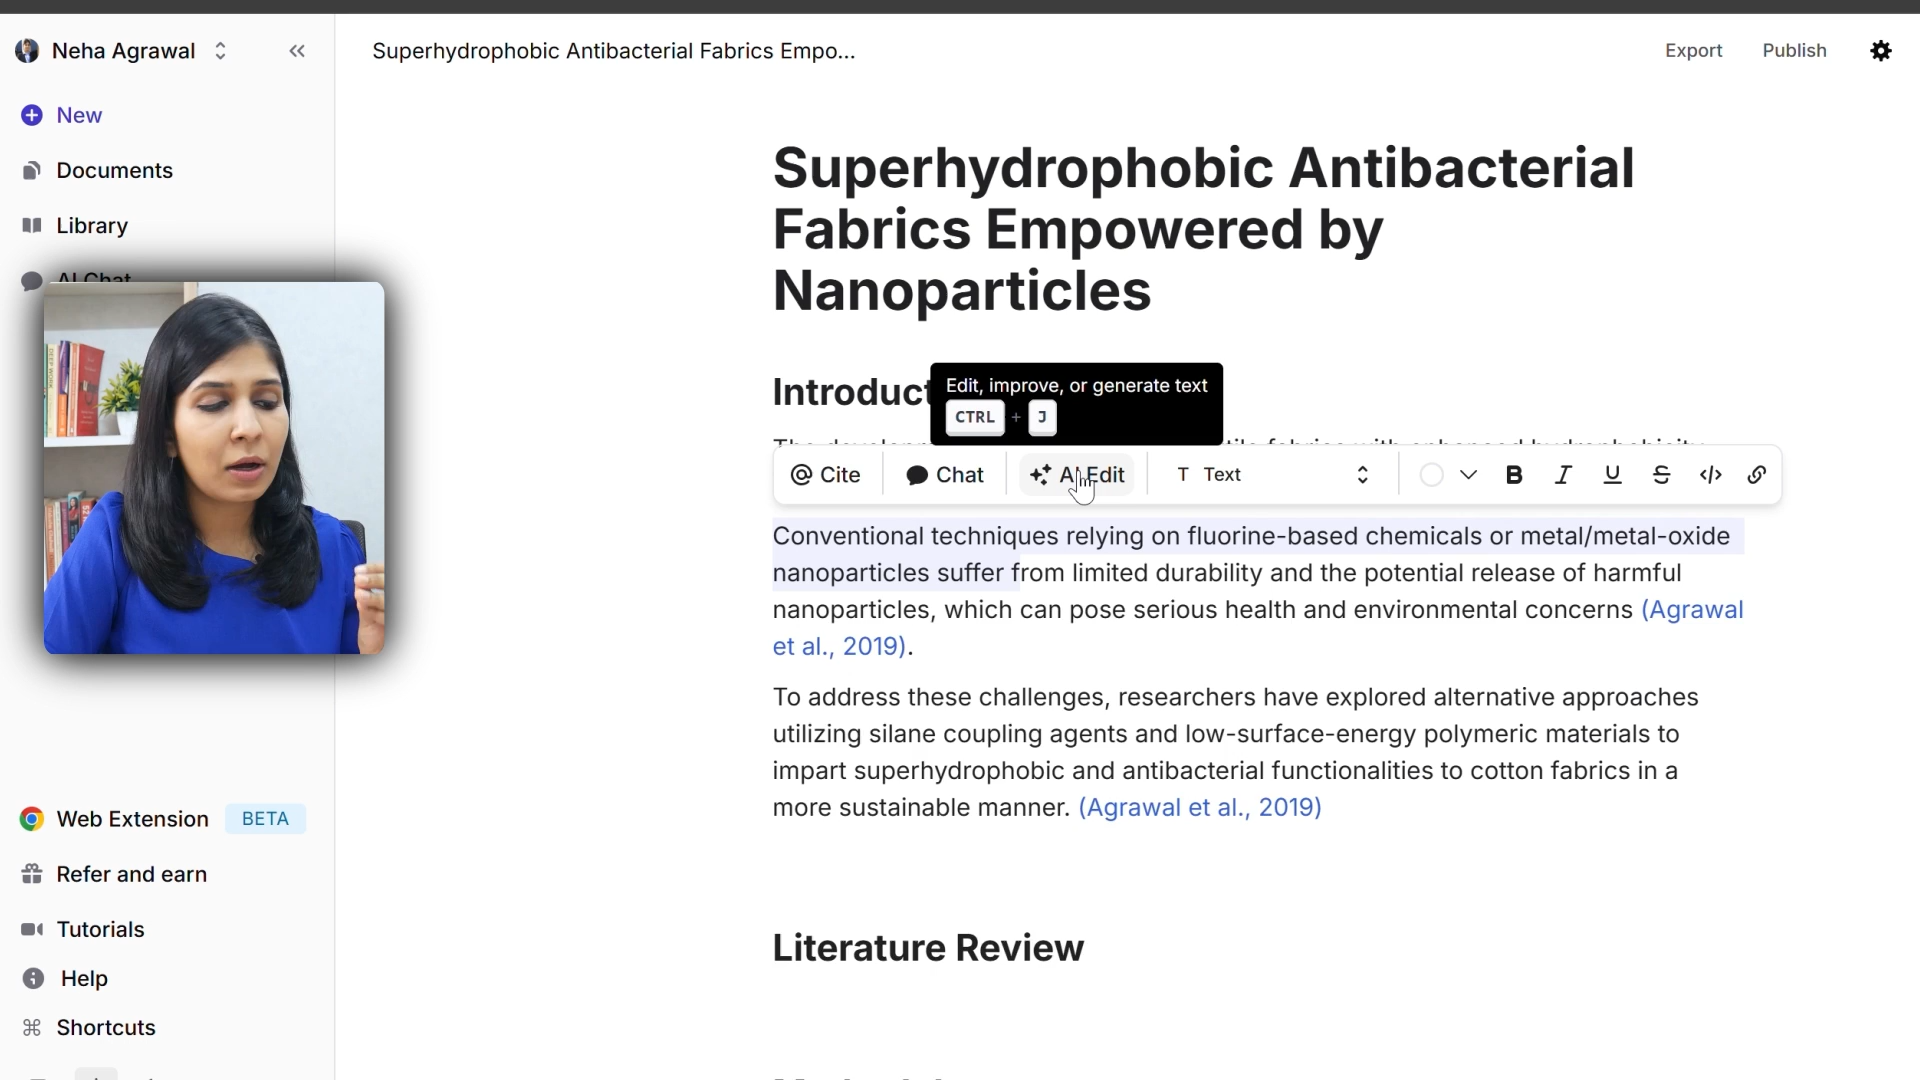 Neha Agrawal
Superhydrophobic Antibacterial Fabrics Empo...
Export
Publish
New
Documents
Library
AI Chat
Superhydrophobic Antibacterial
Fabrics Empowered by
Nanoparticles
Edit, improve, or generate text
CTRL + J
@ Cite
Chat
AI Edit
T Text
B I U S </>
Conventional techniques relying on fluorine-based chemicals or metal/metal-oxide
nanoparticles suffer from limited durability and the potential release of harmful
nanoparticles, which can pose serious health and environmental concerns (Agrawal
et al., 2019).
To address these challenges, researchers have explored alternative approaches
utilizing silane coupling agents and low-surface-energy polymeric materials to
impart superhydrophobic and antibacterial functionalities to cotton fabrics in a
more sustainable manner. (Agrawal et al., 2019)
Literature Review
Web Extension BETA
Refer and earn
Tutorials
Help
Shortcuts